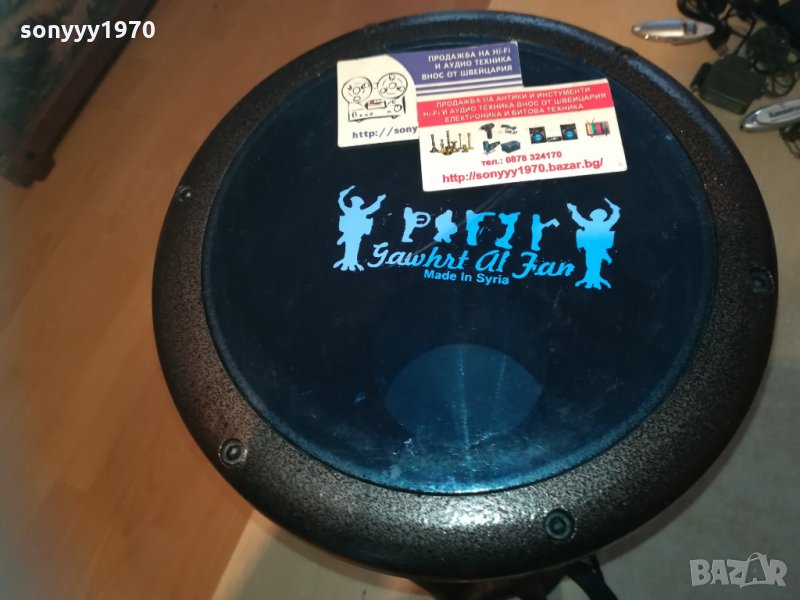 sonyyy1970
ПРОДАЖБА НА HI-FI
И АУДИО ТЕХНИКА
ВНОС ОТ ШВЕЙЦАРИЯ
http://sony
ПРОДАЖБА НА АНТИКИ И ИНСТУМЕНТИ
HI-FI И АУДИО ТЕХНИКА ВНОС ОТ ШВЕЙЦАРИЯ
ЕЛЕКТРОНИКА И БИТОВА ТЕХНИКА
тел.: 0878 324170
http://sonyyy1970.bazar.bg/
Gawhrt Al Fan
Made In Syria
BAZAR